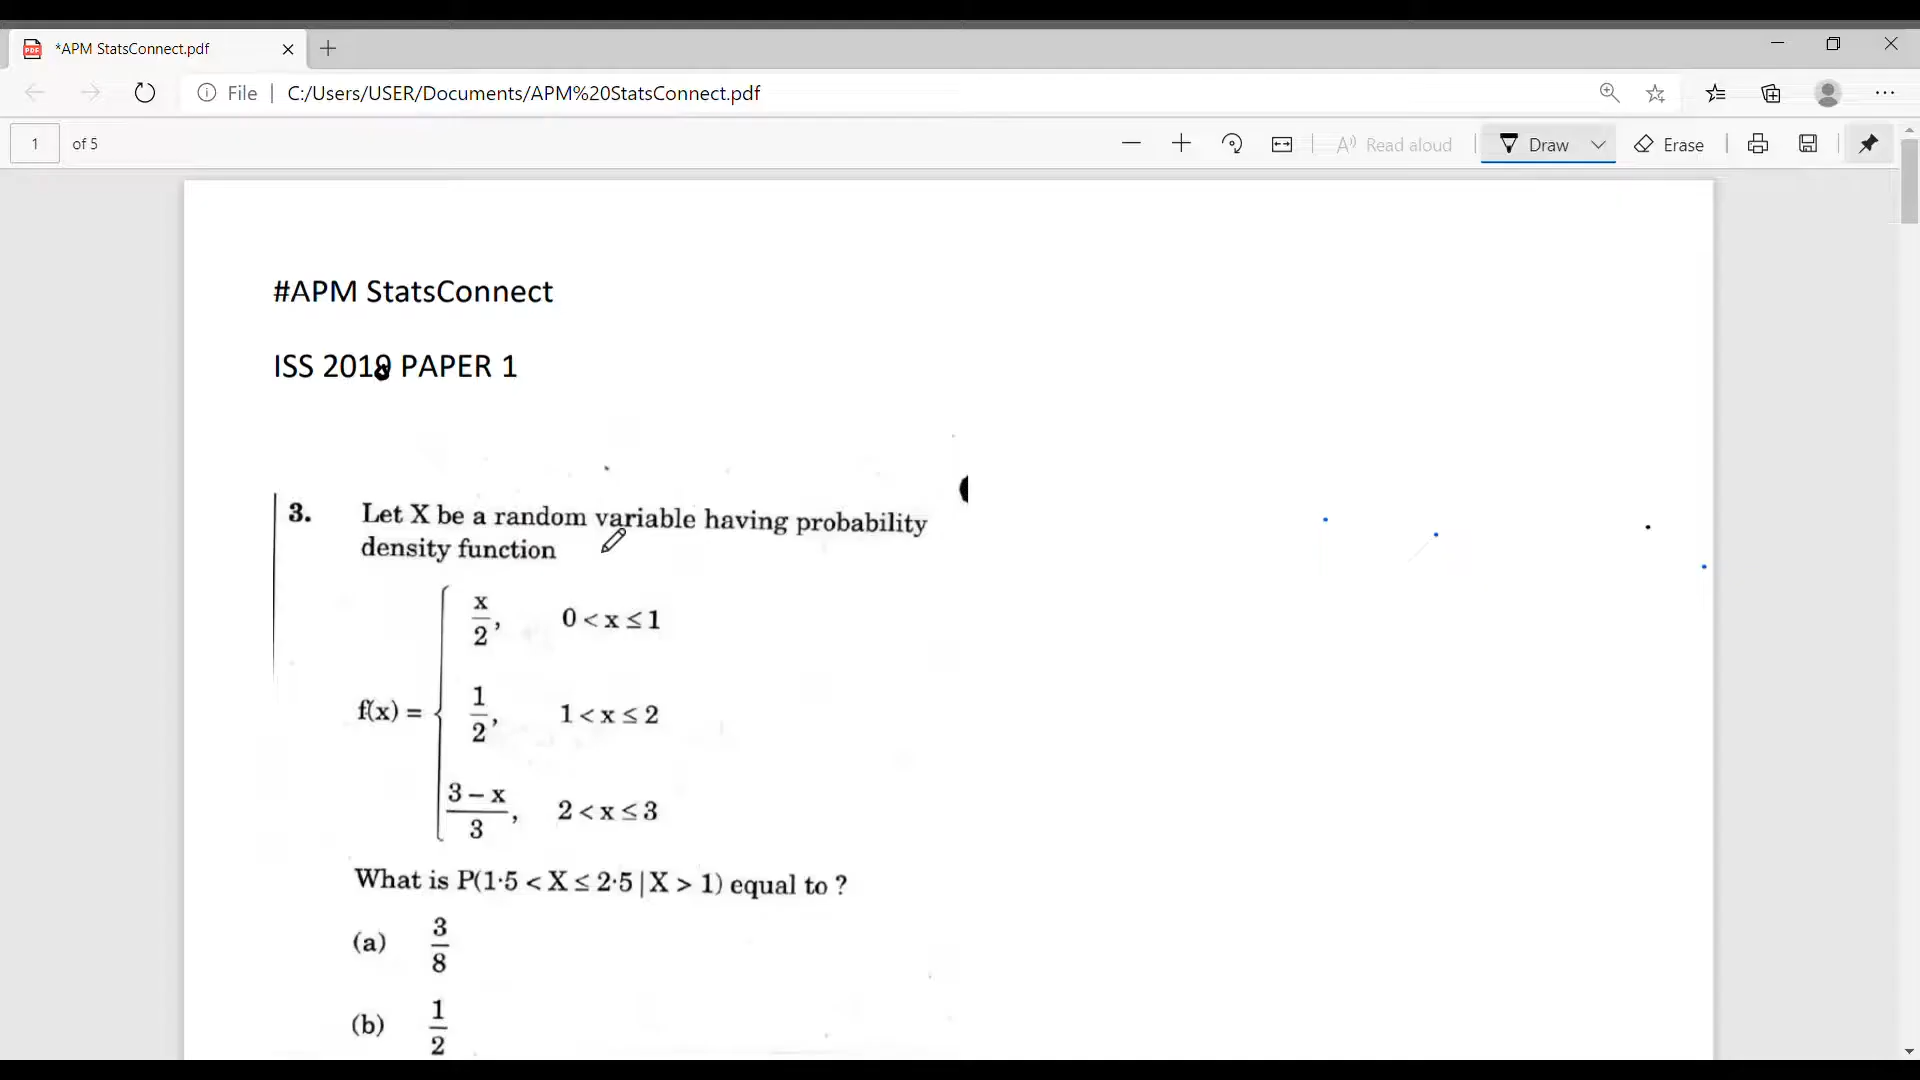 *APM StatsConnect.pdf
File | C:/Users/USER/Documents/APM%20StatsConnect.pdf
1 of 5 Read aloud Draw Erase
#APM StatsConnect
ISS 2018 PAPER 1
3. Let X be a random variable having probability
density function
x/2, 0 < x ≤ 1
f(x) = { 1/2, 1 < x ≤ 2
3 – x/3, 2 < x ≤ 3
What is P(1·5 < X ≤ 2·5 | X > 1) equal to ?
(a) 3/8
(b) 1/2